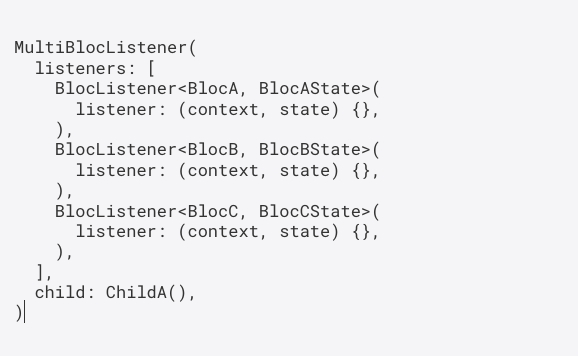 MultiBlocListener(
  listeners: [
    BlocListener<BlocA, BlocAState>(
      listener: (context, state) {},
    ),
    BlocListener<BlocB, BlocBState>(
      listener: (context, state) {},
    ),
    BlocListener<BlocC, BlocCState>(
      listener: (context, state) {},
    ),
  ],
  child: ChildA(),
)